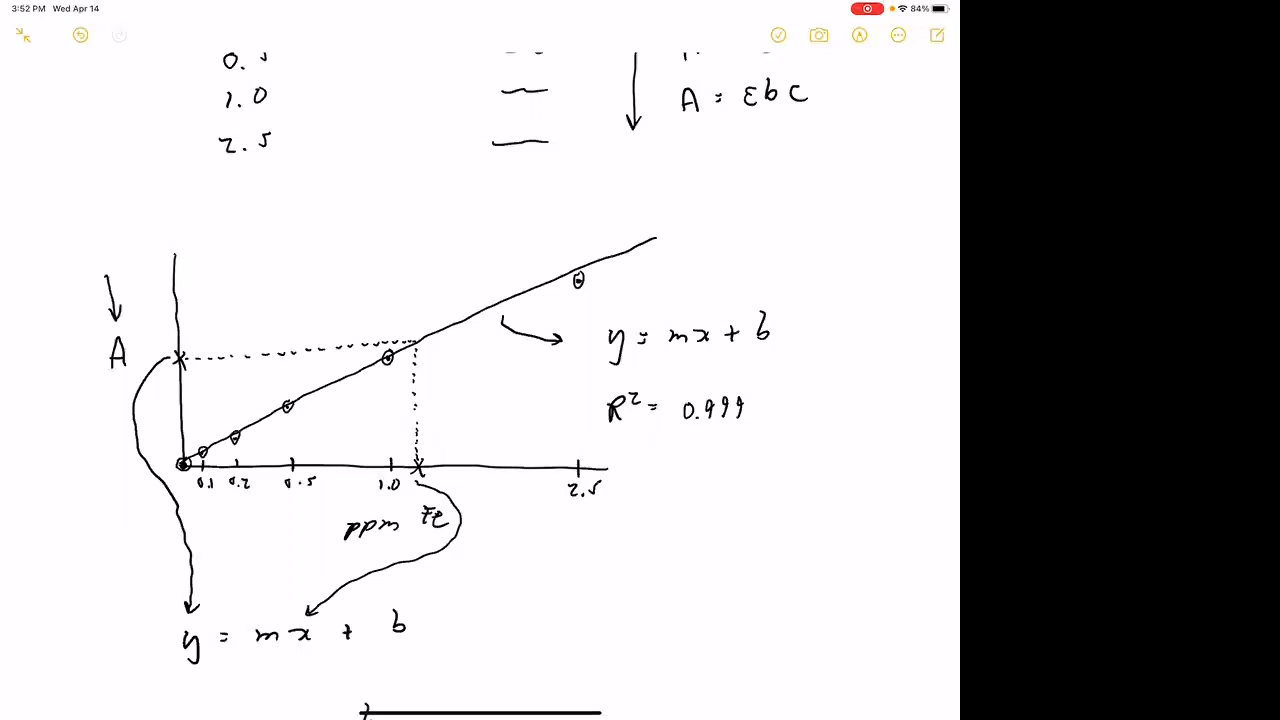 3:52 PM Wed Apr 14
84%
1.0
A = εbc
2.5
A
y = mx + b
R² = 0.999
0.1 0.2 0.5 1.0 2.5
ppm Fe
y = mx + b